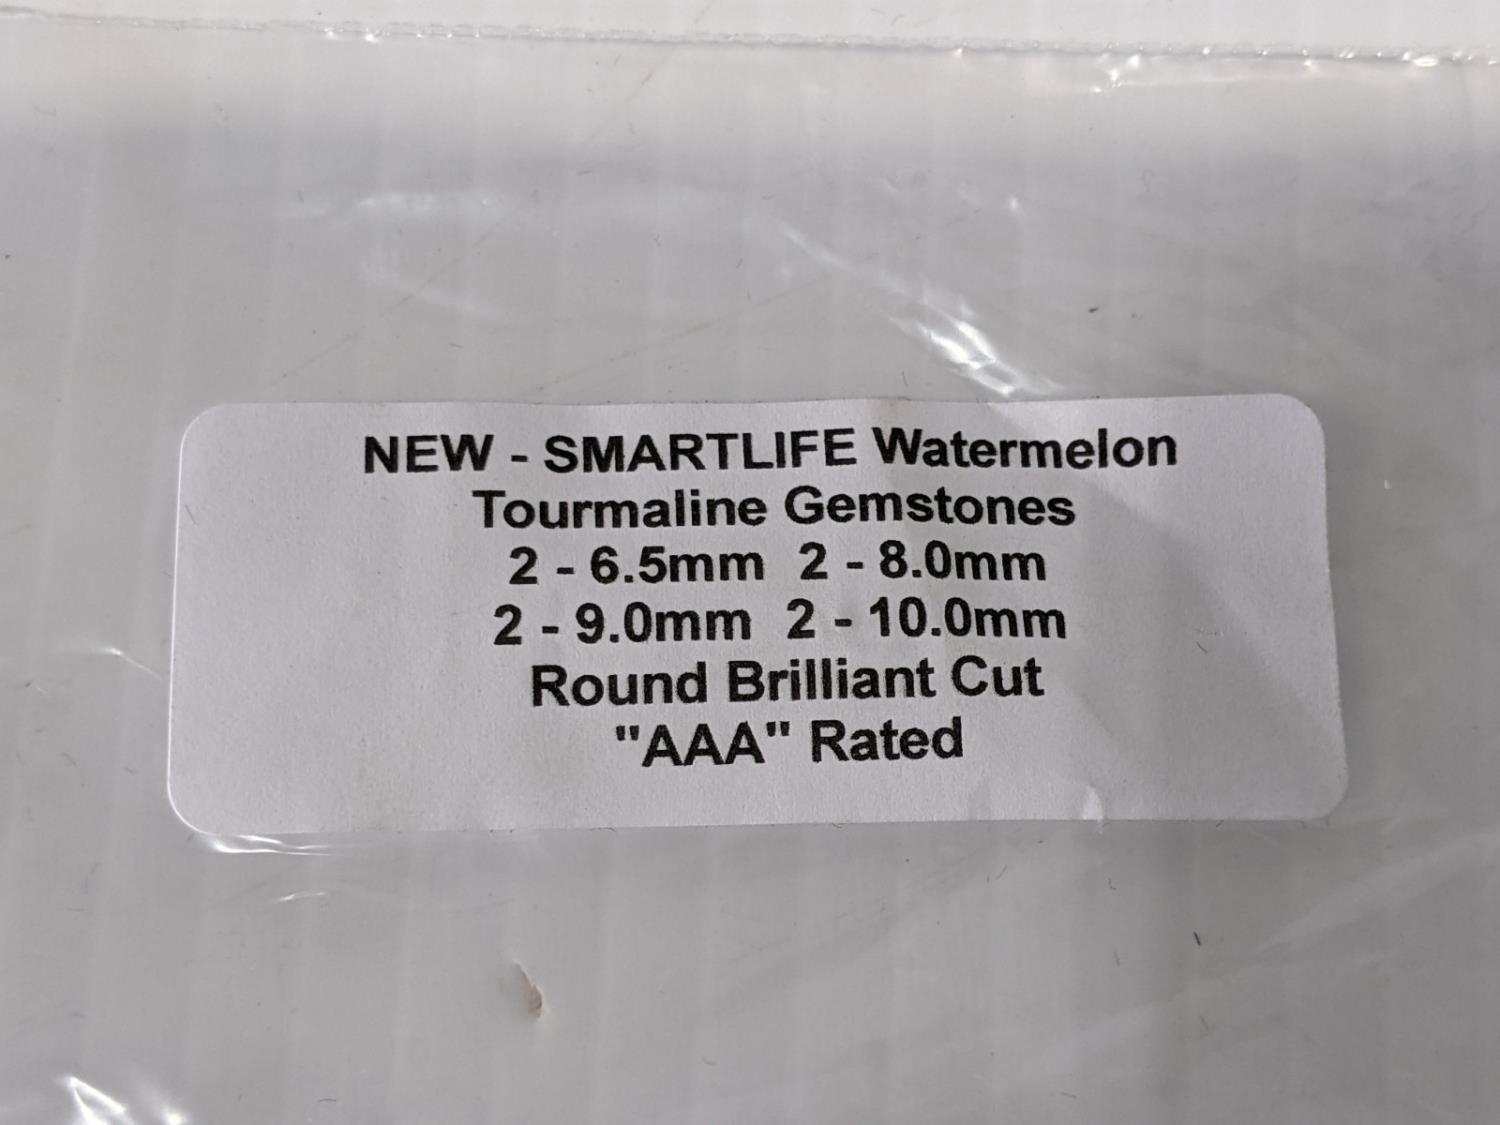 NEW - SMARTLIFE Watermelon
Tourmaline Gemstones
2 - 6.5mm 2 - 8.0mm
2 - 9.0mm 2 - 10.0mm
Round Brilliant Cut
"AAA" Rated